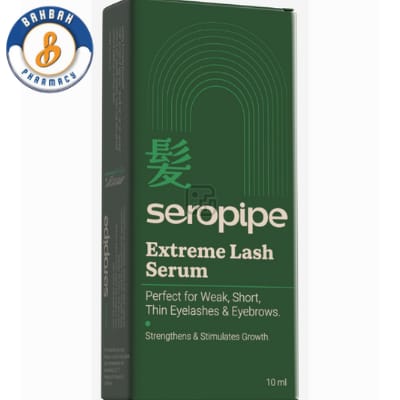 BAHBAH
PHARMACY
髪
seropipe
Extreme Lash
Serum
Perfect for Weak, Short,
Thin Eyelashes & Eyebrows.
Strengthens & Stimulates Growth
10 ml
seropipe